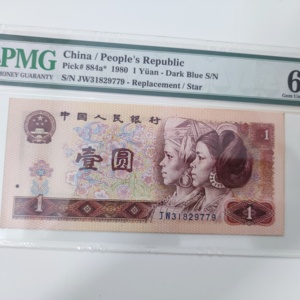 PMG
MONEY GUARANTY
China / People's Republic
Pick# 884a* 1980 1 Yüan - Dark Blue S/N
S/N JW31829779 - Replacement / Star
6
中国人民银行
1
壹圆
1
JW31829779